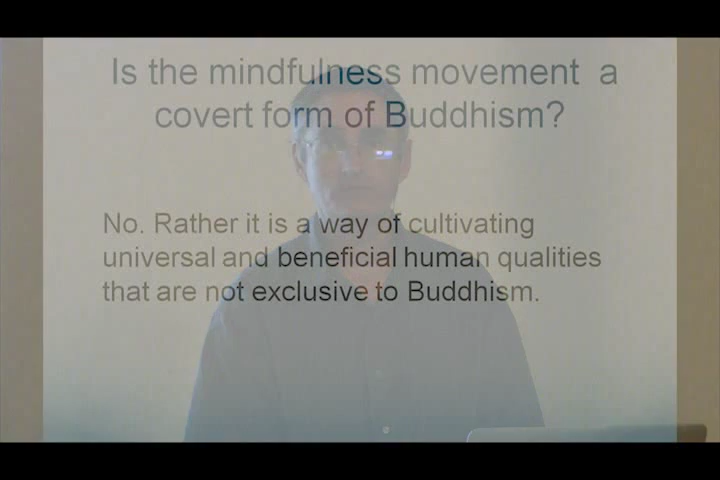 Is the mindfulness movement a
covert form of Buddhism?
No. Rather it is a way of cultivating
universal and beneficial human qualities
that are not exclusive to Buddhism.